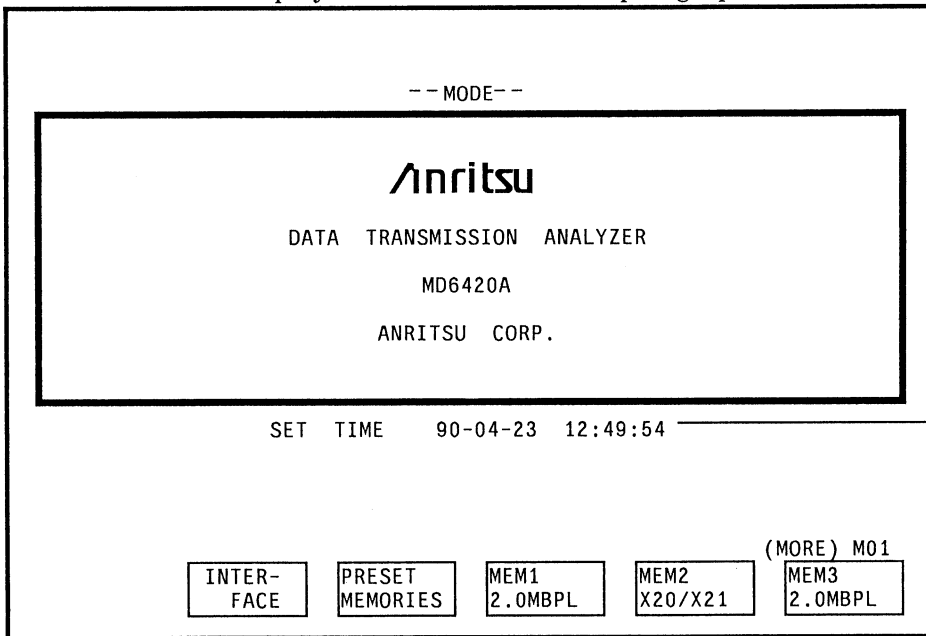 --MODE--
Anritsu
DATA TRANSMISSION ANALYZER
MD6420A
ANRITSU CORP.
SET TIME 90-04-23 12:49:54
(MORE) M01
INTER-
FACE
PRESET
MEMORIES
MEM1
2.0MBPL
MEM2
X20/X21
MEM3
2.0MBPL